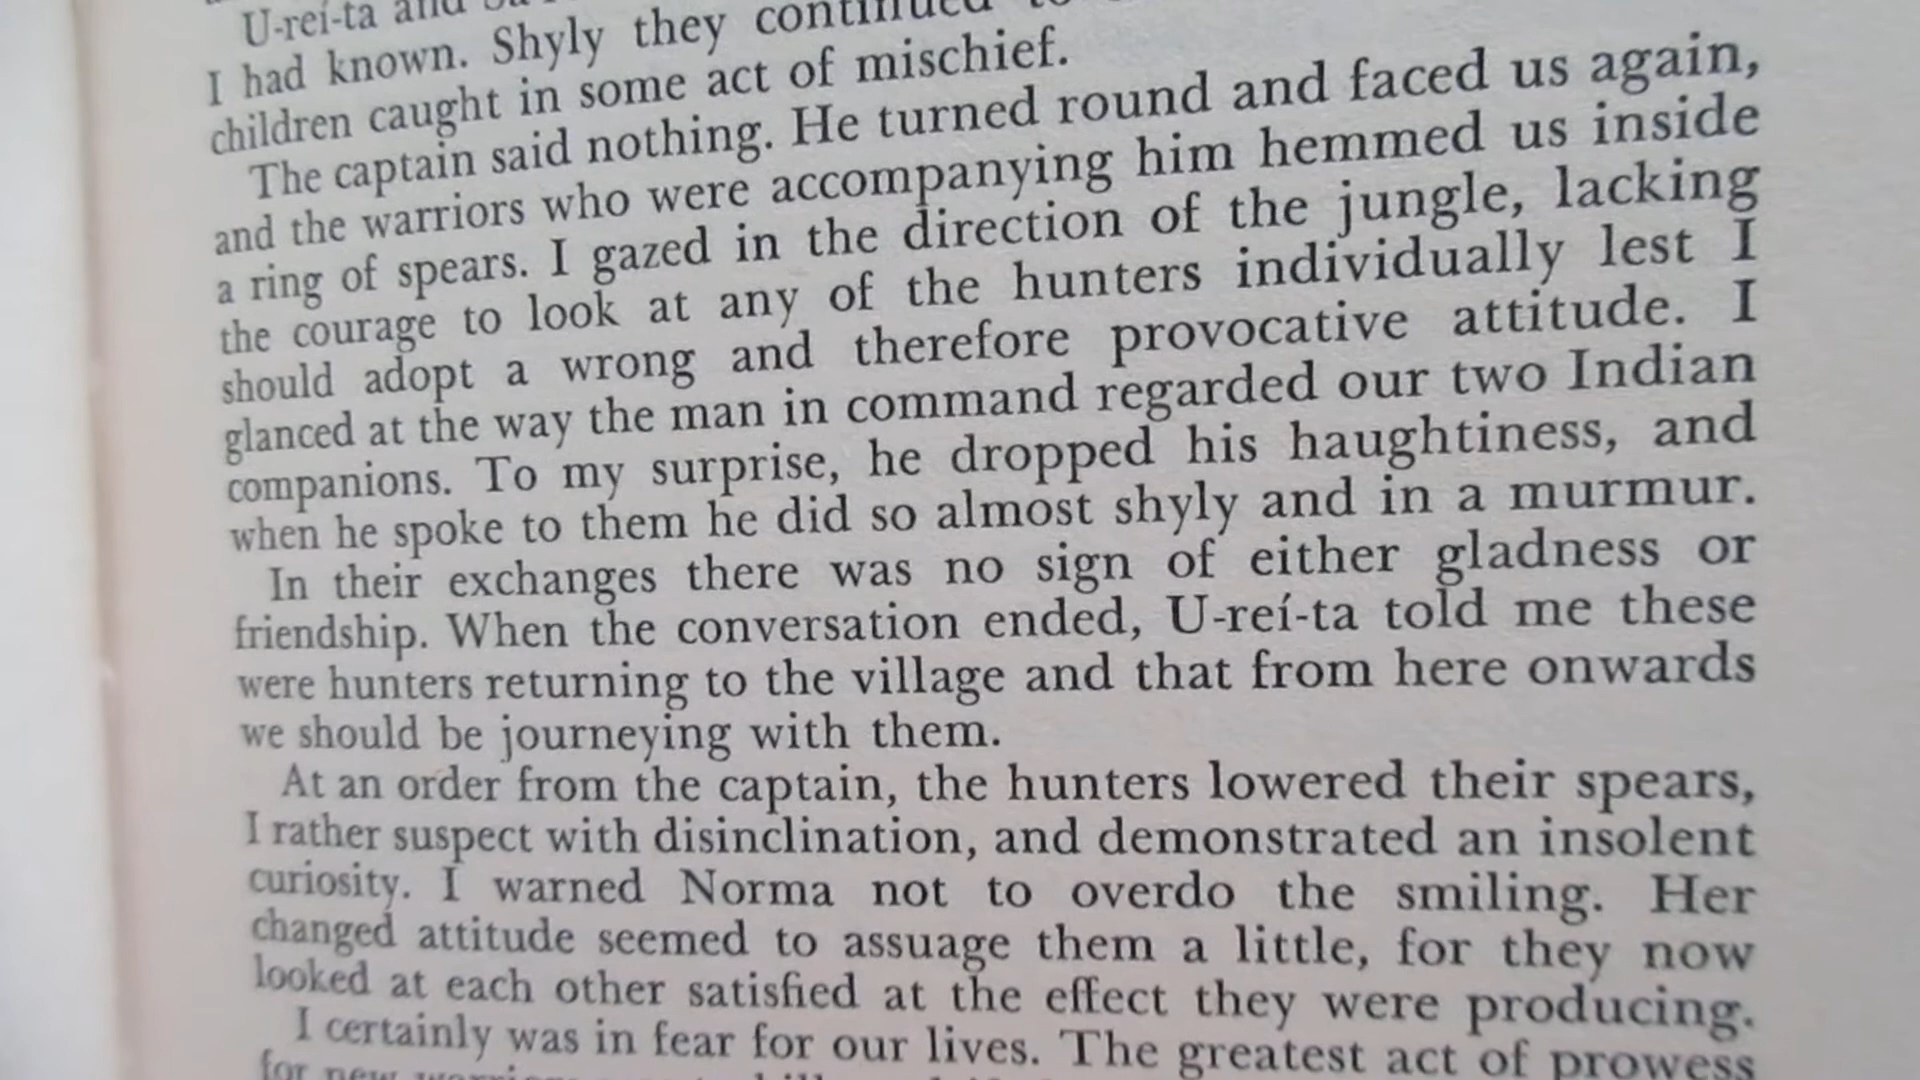 U-reí-ta and
I had known. Shyly they continued to
children caught in some act of mischief.
The captain said nothing. He turned round and faced us again,
and the warriors who were accompanying him hemmed us inside
a ring of spears. I gazed in the direction of the jungle, lacking
the courage to look at any of the hunters individually lest I
should adopt a wrong and therefore provocative attitude. I
glanced at the way the man in command regarded our two Indian
companions. To my surprise, he dropped his haughtiness, and
when he spoke to them he did so almost shyly and in a murmur.
In their exchanges there was no sign of either gladness or
friendship. When the conversation ended, U-reí-ta told me these
were hunters returning to the village and that from here onwards
we should be journeying with them.
At an order from the captain, the hunters lowered their spears,
I rather suspect with disinclination, and demonstrated an insolent
curiosity. I warned Norma not to overdo the smiling. Her
changed attitude seemed to assuage them a little, for they now
looked at each other satisfied at the effect they were producing.
I certainly was in fear for our lives. The greatest act of prowess
for new